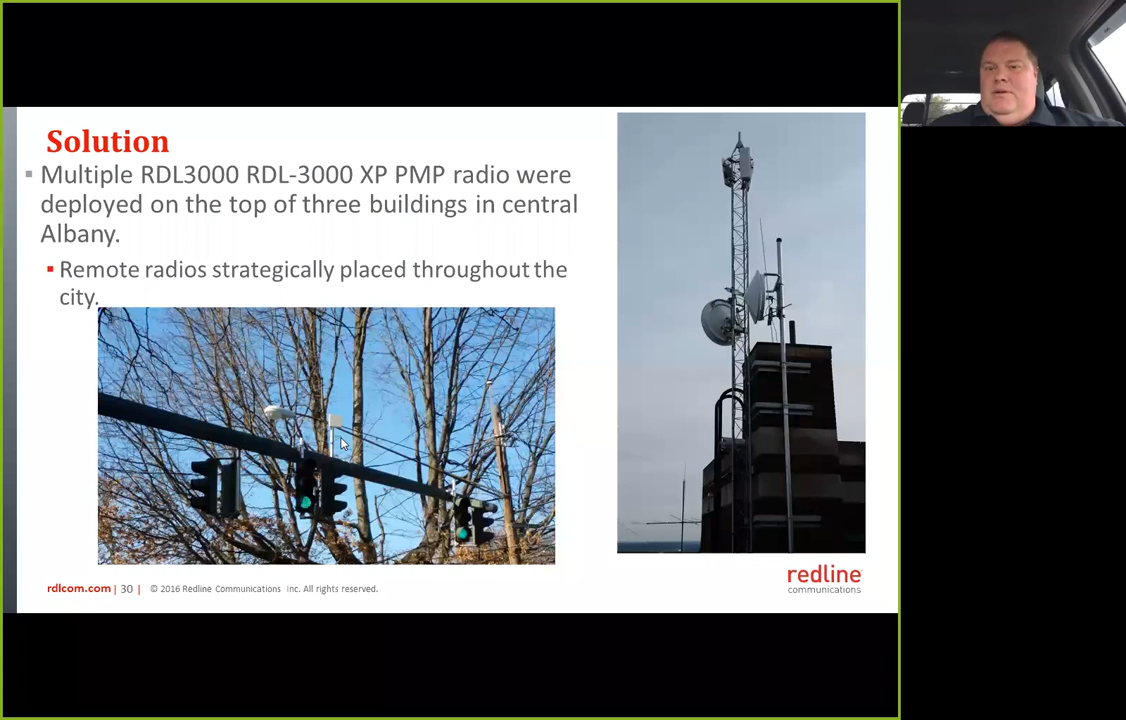 Solution
Multiple RDL3000 RDL-3000 XP PMP radio were
deployed on the top of three buildings in central
Albany.
Remote radios strategically placed throughout the
city.
rdlcom.com | 30 | © 2016 Redline Communications Inc. All rights reserved.
redline
communications